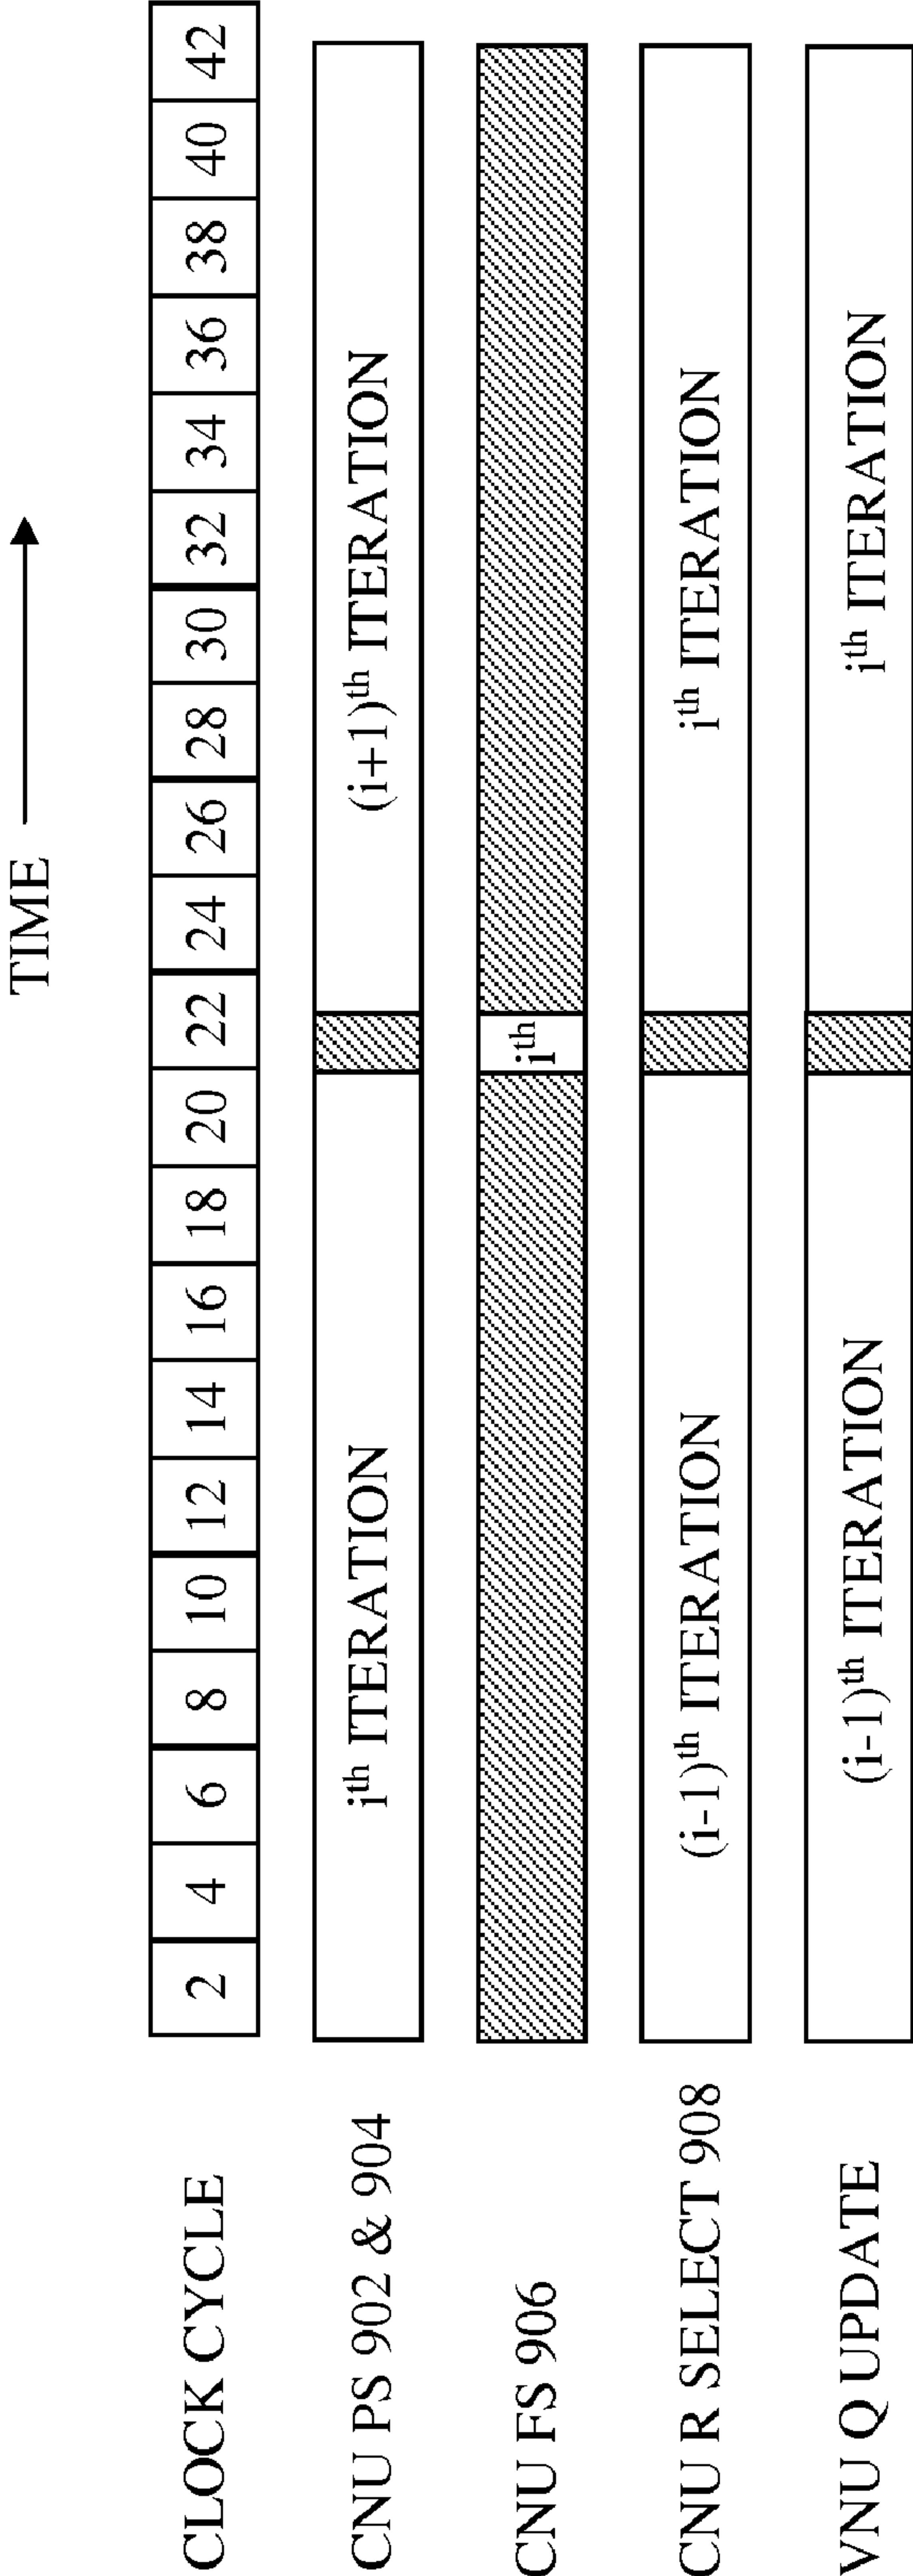 TIME
CLOCK CYCLE 2 4 6 8 10 12 14 16 18 20 22 24 26 28 30 32 34 36 38 40 42
CNU PS 902 & 904 ith ITERATION (i+1)th ITERATION
CNU FS 906 ith
CNU R SELECT 908 (i-1)th ITERATION ith ITERATION
VNU Q UPDATE (i-1)th ITERATION ith ITERATION